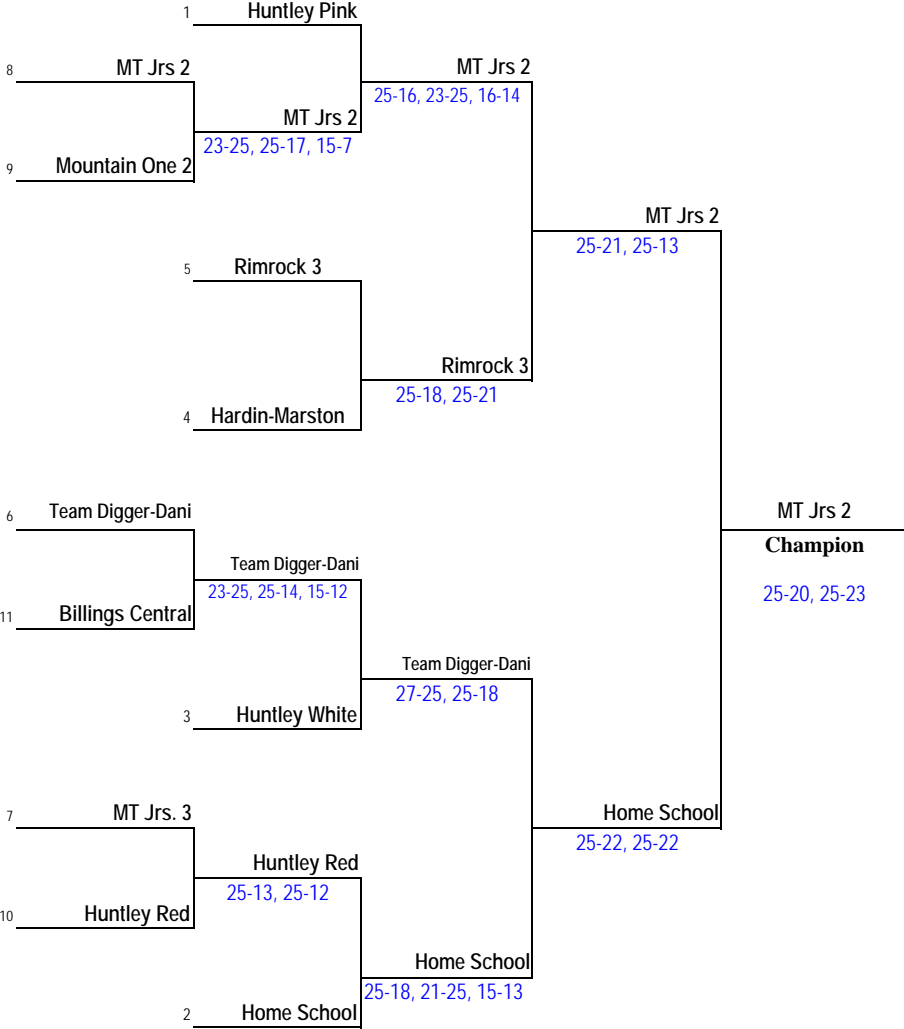 1 Huntley Pink
8 MT Jrs 2
MT Jrs 2
25-16, 23-25, 16-14
MT Jrs 2
23-25, 25-17, 15-7
9 Mountain One 2
MT Jrs 2
25-21, 25-13
5 Rimrock 3
Rimrock 3
25-18, 25-21
4 Hardin-Marston
6 Team Digger-Dani
MT Jrs 2
Champion
Team Digger-Dani
23-25, 25-14, 15-12
25-20, 25-23
11 Billings Central
Team Digger-Dani
27-25, 25-18
3 Huntley White
7 MT Jrs. 3
Home School
25-22, 25-22
Huntley Red
25-13, 25-12
10 Huntley Red
Home School
25-18, 21-25, 15-13
2 Home School